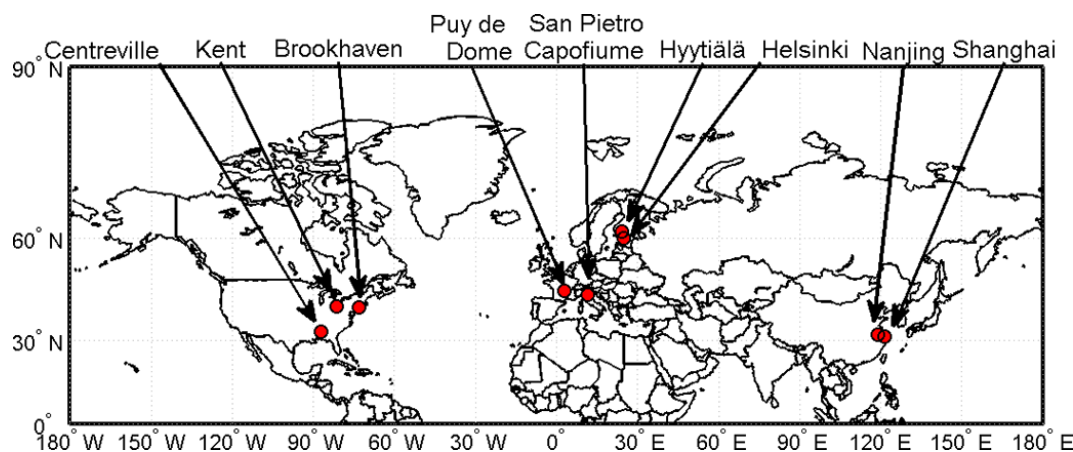 Puy de San Pietro
Centreville Kent Brookhaven Dome Capofiume Hyytiälä Helsinki Nanjing Shanghai
90° N
60° N
30° N
0°
180° W 150° W 120° W 90° W 60° W 30° W 0° 30° E 60° E 90° E 120° E 150° E 180° E